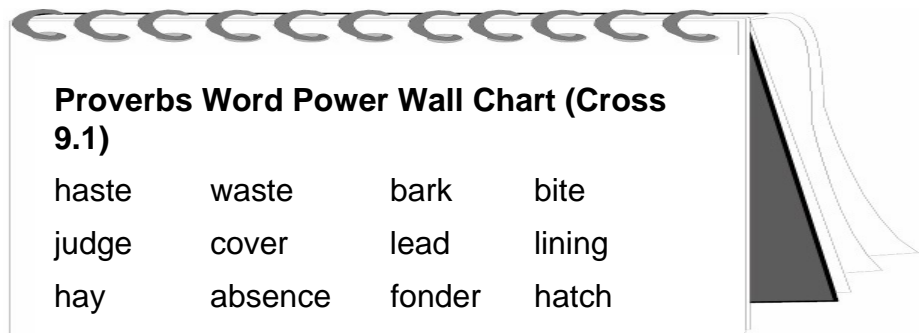 Proverbs Word Power Wall Chart (Cross
9.1)
haste waste bark bite
judge cover lead lining
hay absence fonder hatch